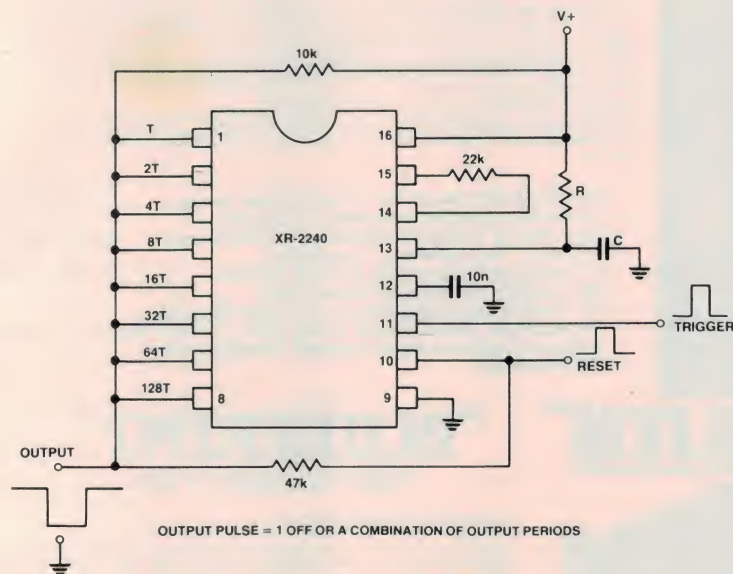 V+
10k
T
1
16
2T
15
22k
4T
14
R
8T
XR-2240
13
C
16T
12
10n
32T
11
TRIGGER
64T
10
RESET
128T
8
9
OUTPUT
47k
OUTPUT PULSE = 1 OFF OR A COMBINATION OF OUTPUT PERIODS